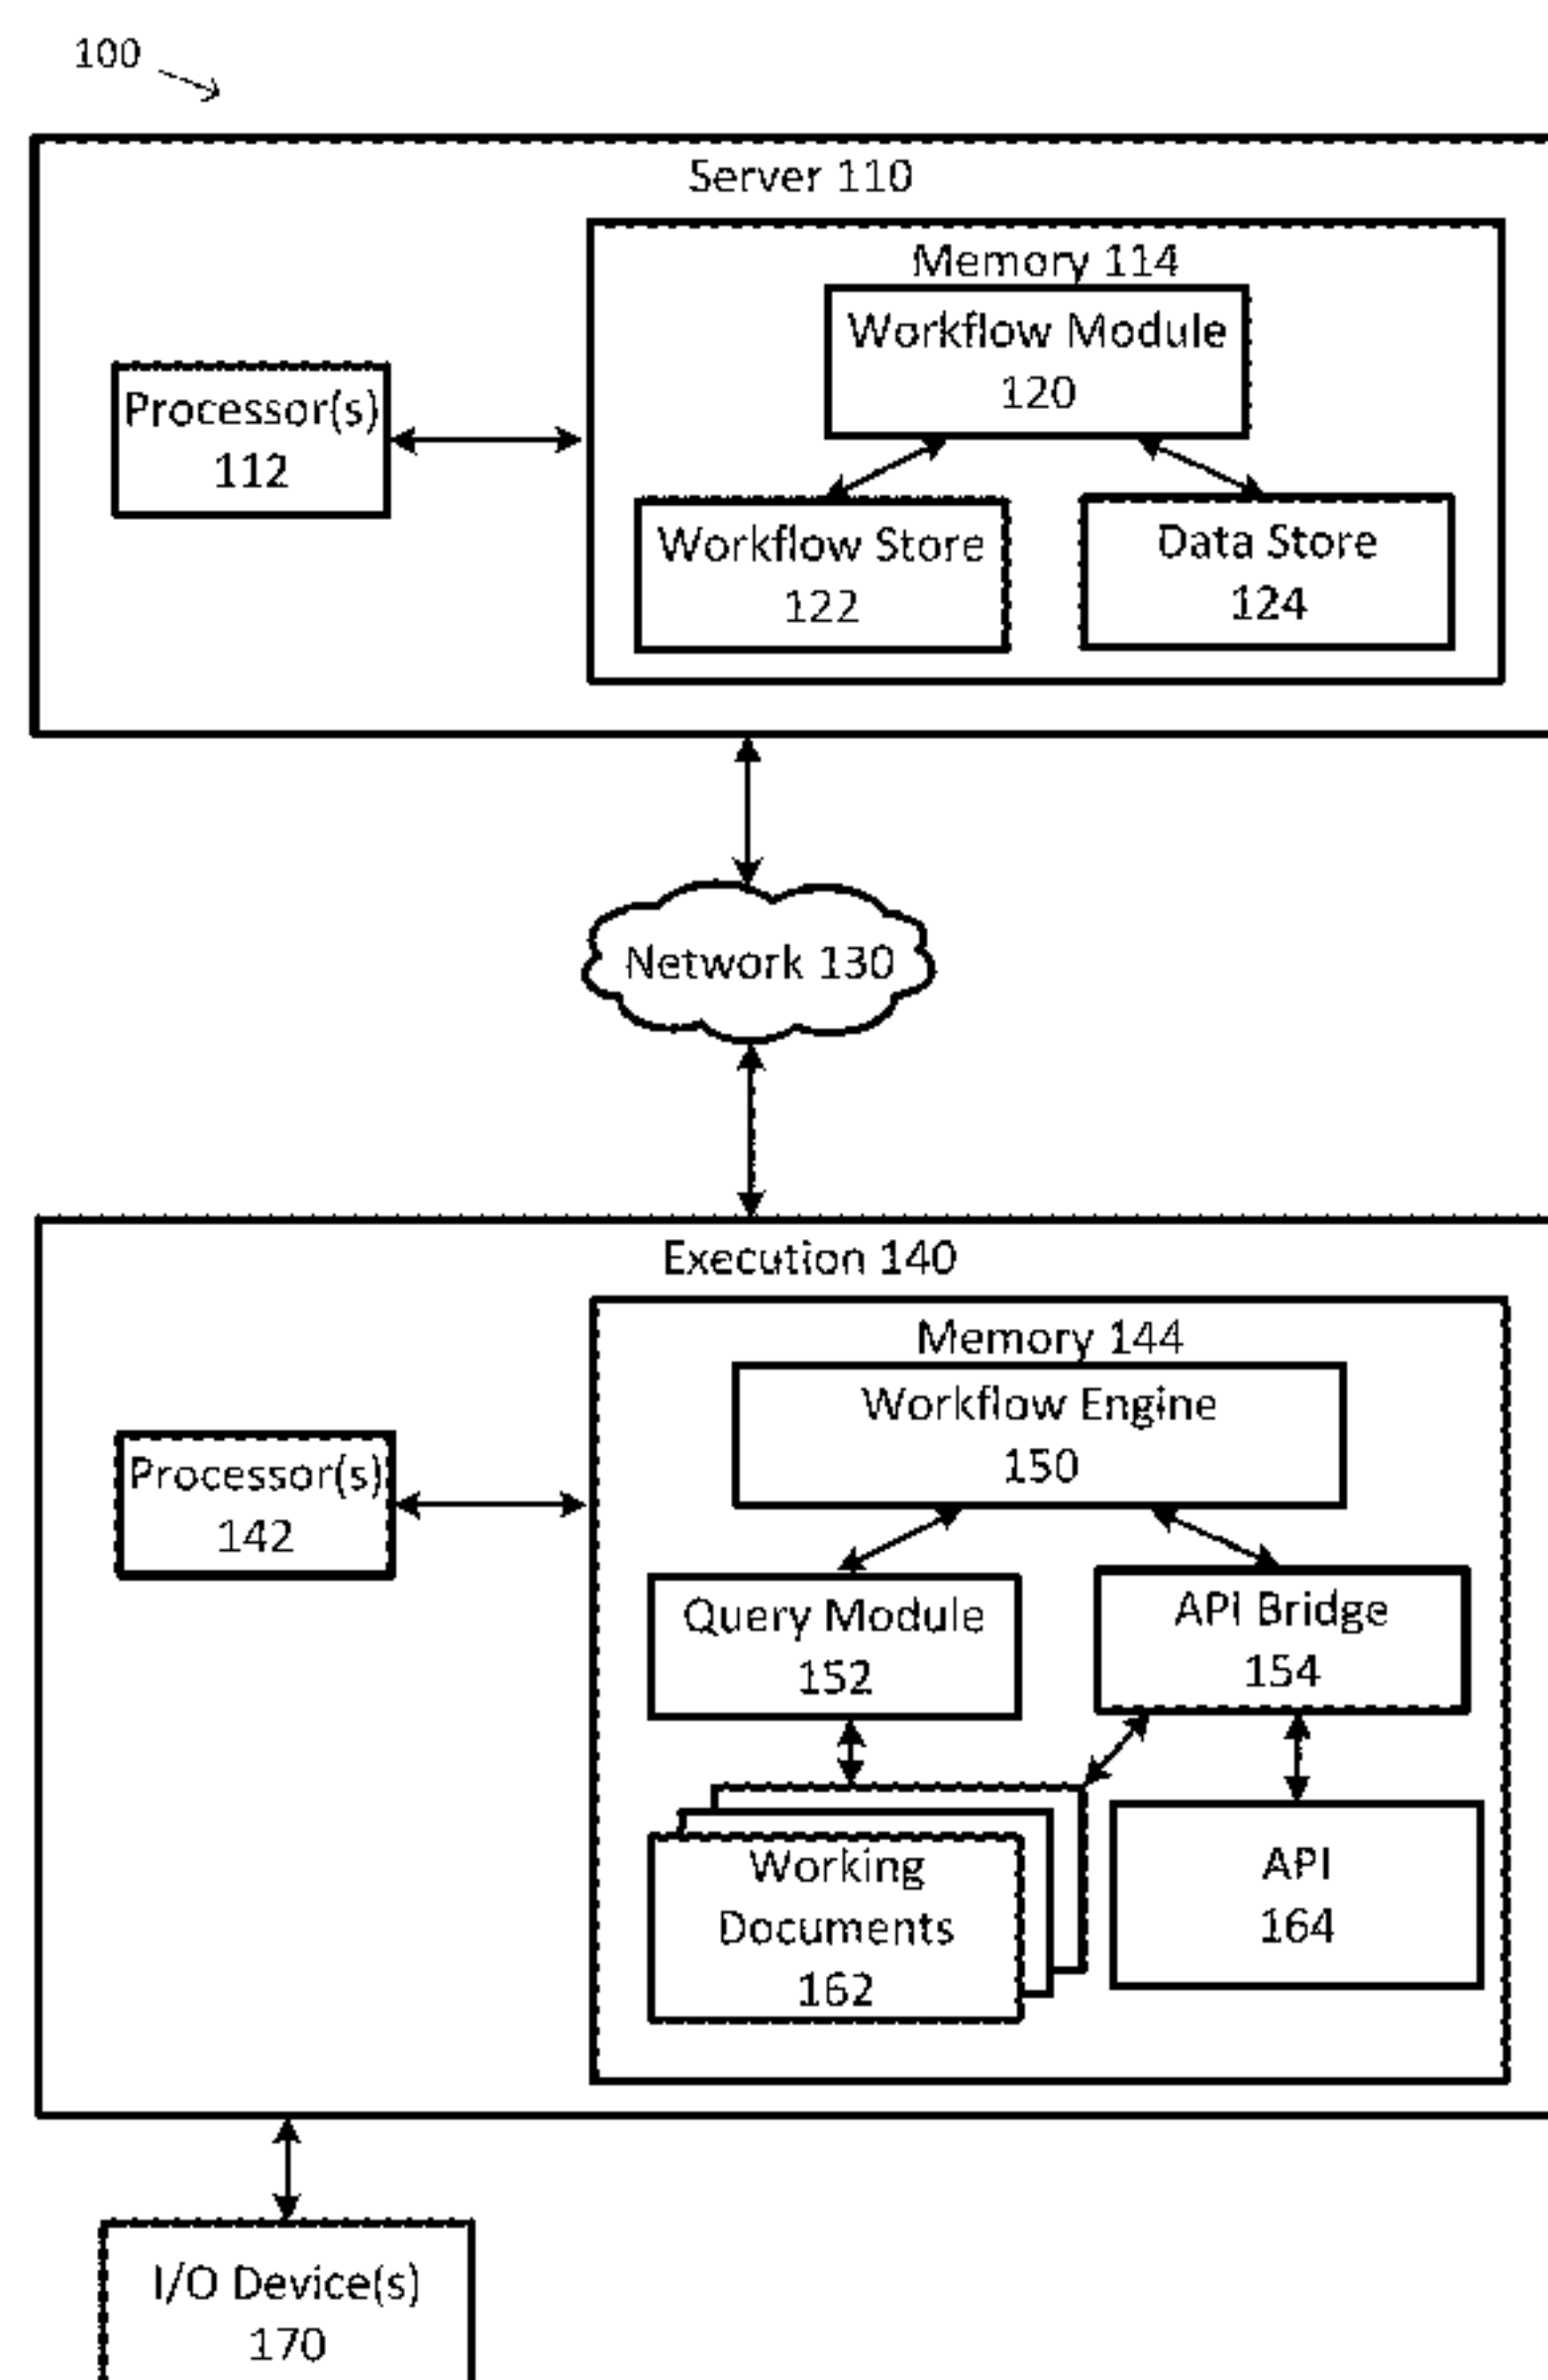 100
Server 110
Memory 114
Workflow Module
120
Processor(s)
112
Workflow Store
122
Data Store
124
Network 130
Execution 140
Memory 144
Workflow Engine
150
Processor(s)
142
Query Module
152
API Bridge
154
Working
Documents
162
API
164
I/O Device(s)
170